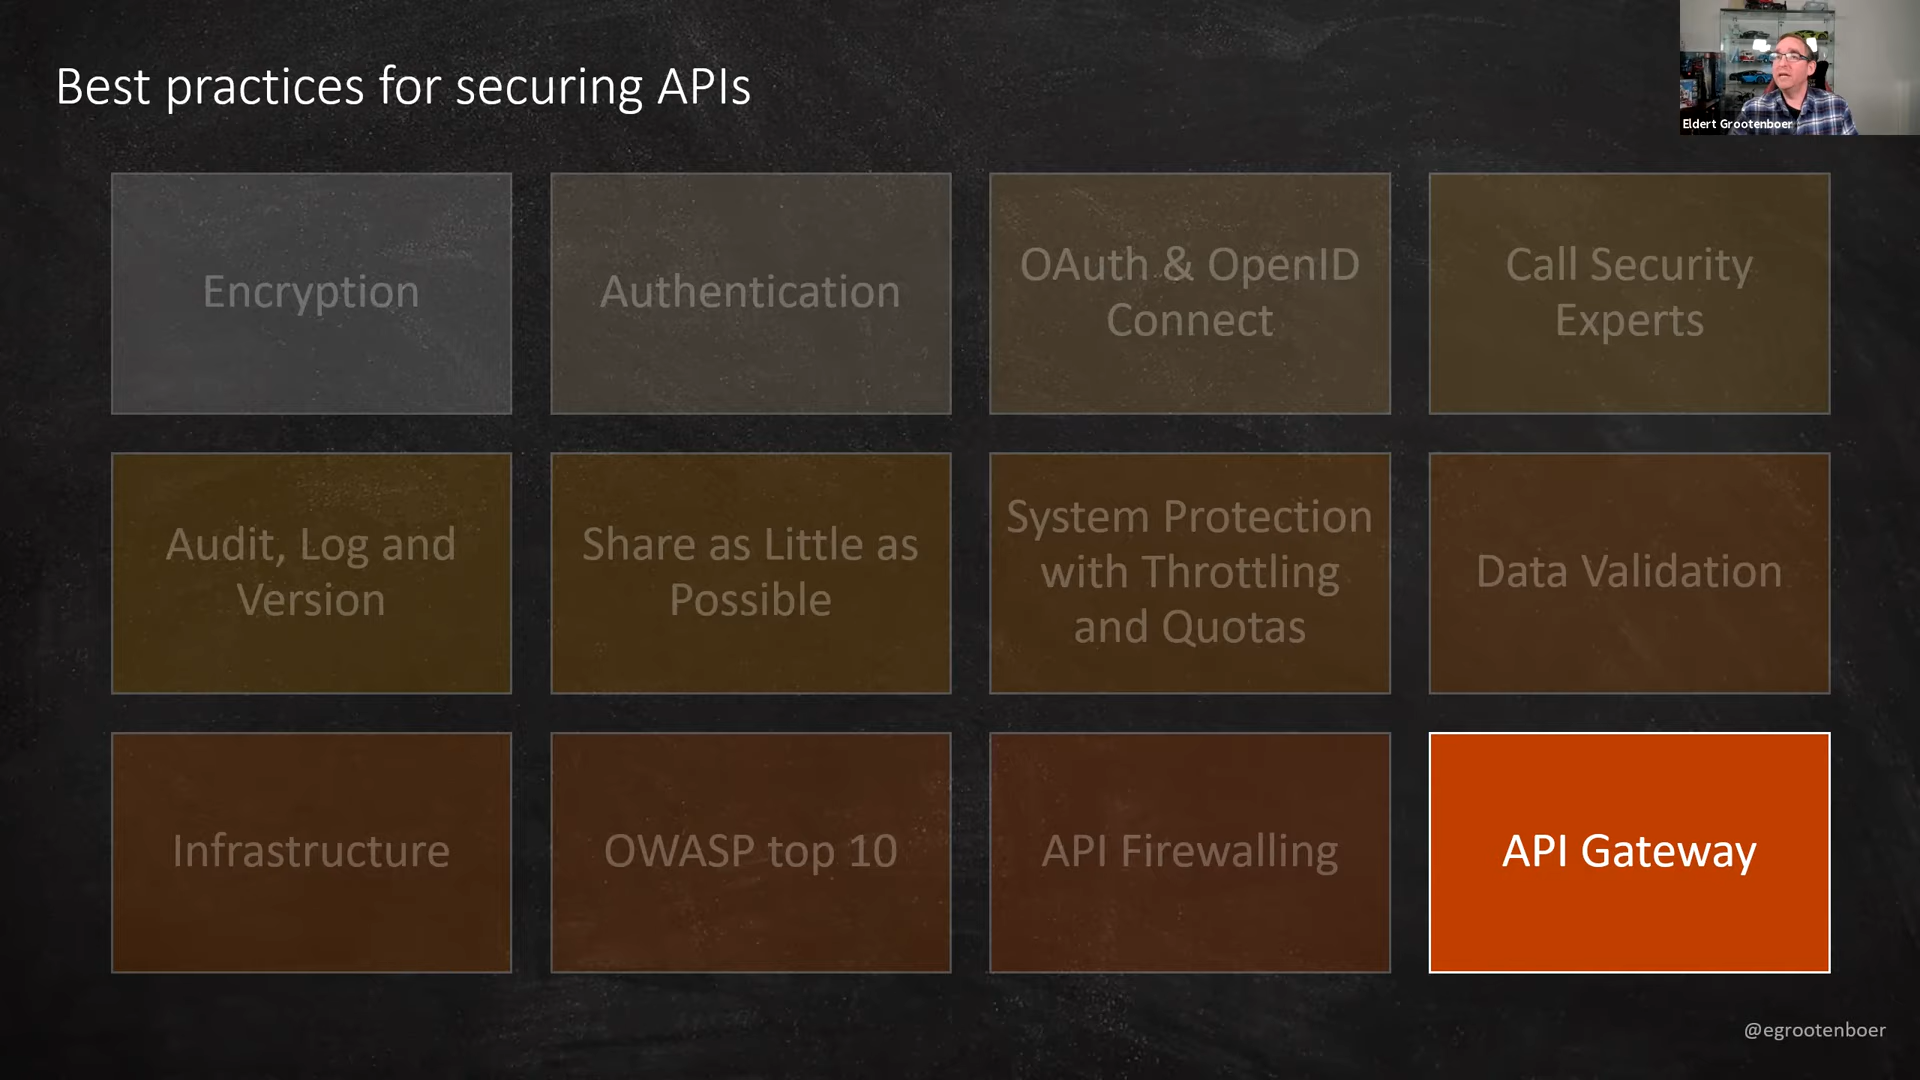 Best practices for securing APIs
Eldert Grootenboer
Encryption
Authentication
OAuth & OpenID
Connect
Call Security
Experts
Audit, Log and
Version
Share as Little as
Possible
System Protection
with Throttling
and Quotas
Data Validation
Infrastructure
OWASP top 10
API Firewalling
API Gateway
@egrootenboer